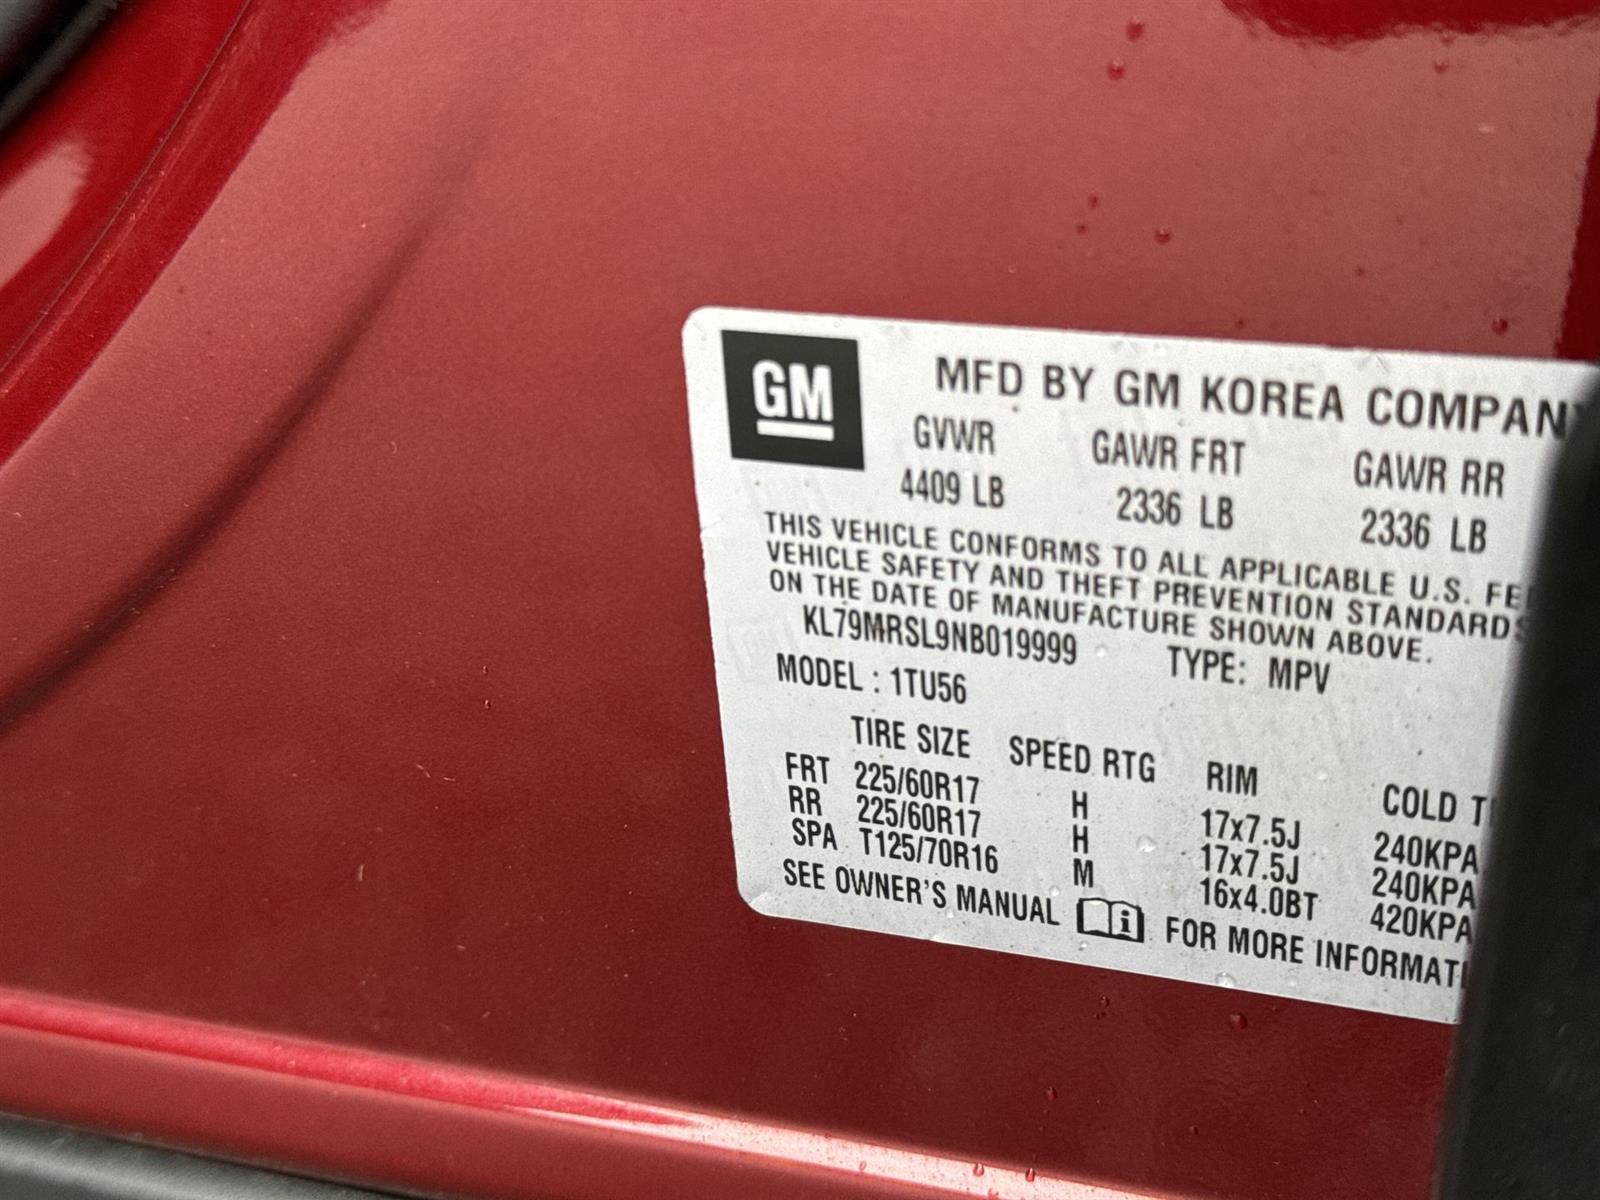 GM
MFD BY GM KOREA COMPANY
GVWR GAWR FRT GAWR RR
4409 LB 2336 LB 2336 LB
THIS VEHICLE CONFORMS TO ALL APPLICABLE U.S.
VEHICLE SAFETY AND THEFT PREVENTION STANDARDS
ON THE DATE OF MANUFACTURE SHOWN ABOVE.
KL79MRSL9NB019999 TYPE: MPV
MODEL : 1TU56
TIRE SIZE SPEED RTG RIM COLD
FRT 225/60R17 H 17x7.5J 240KPA
RR 225/60R17 H 17x7.5J 240KPA
SPA T125/70R16 M 16x4.0BT 420KPA
SEE OWNER'S MANUAL FOR MORE INFORMATI